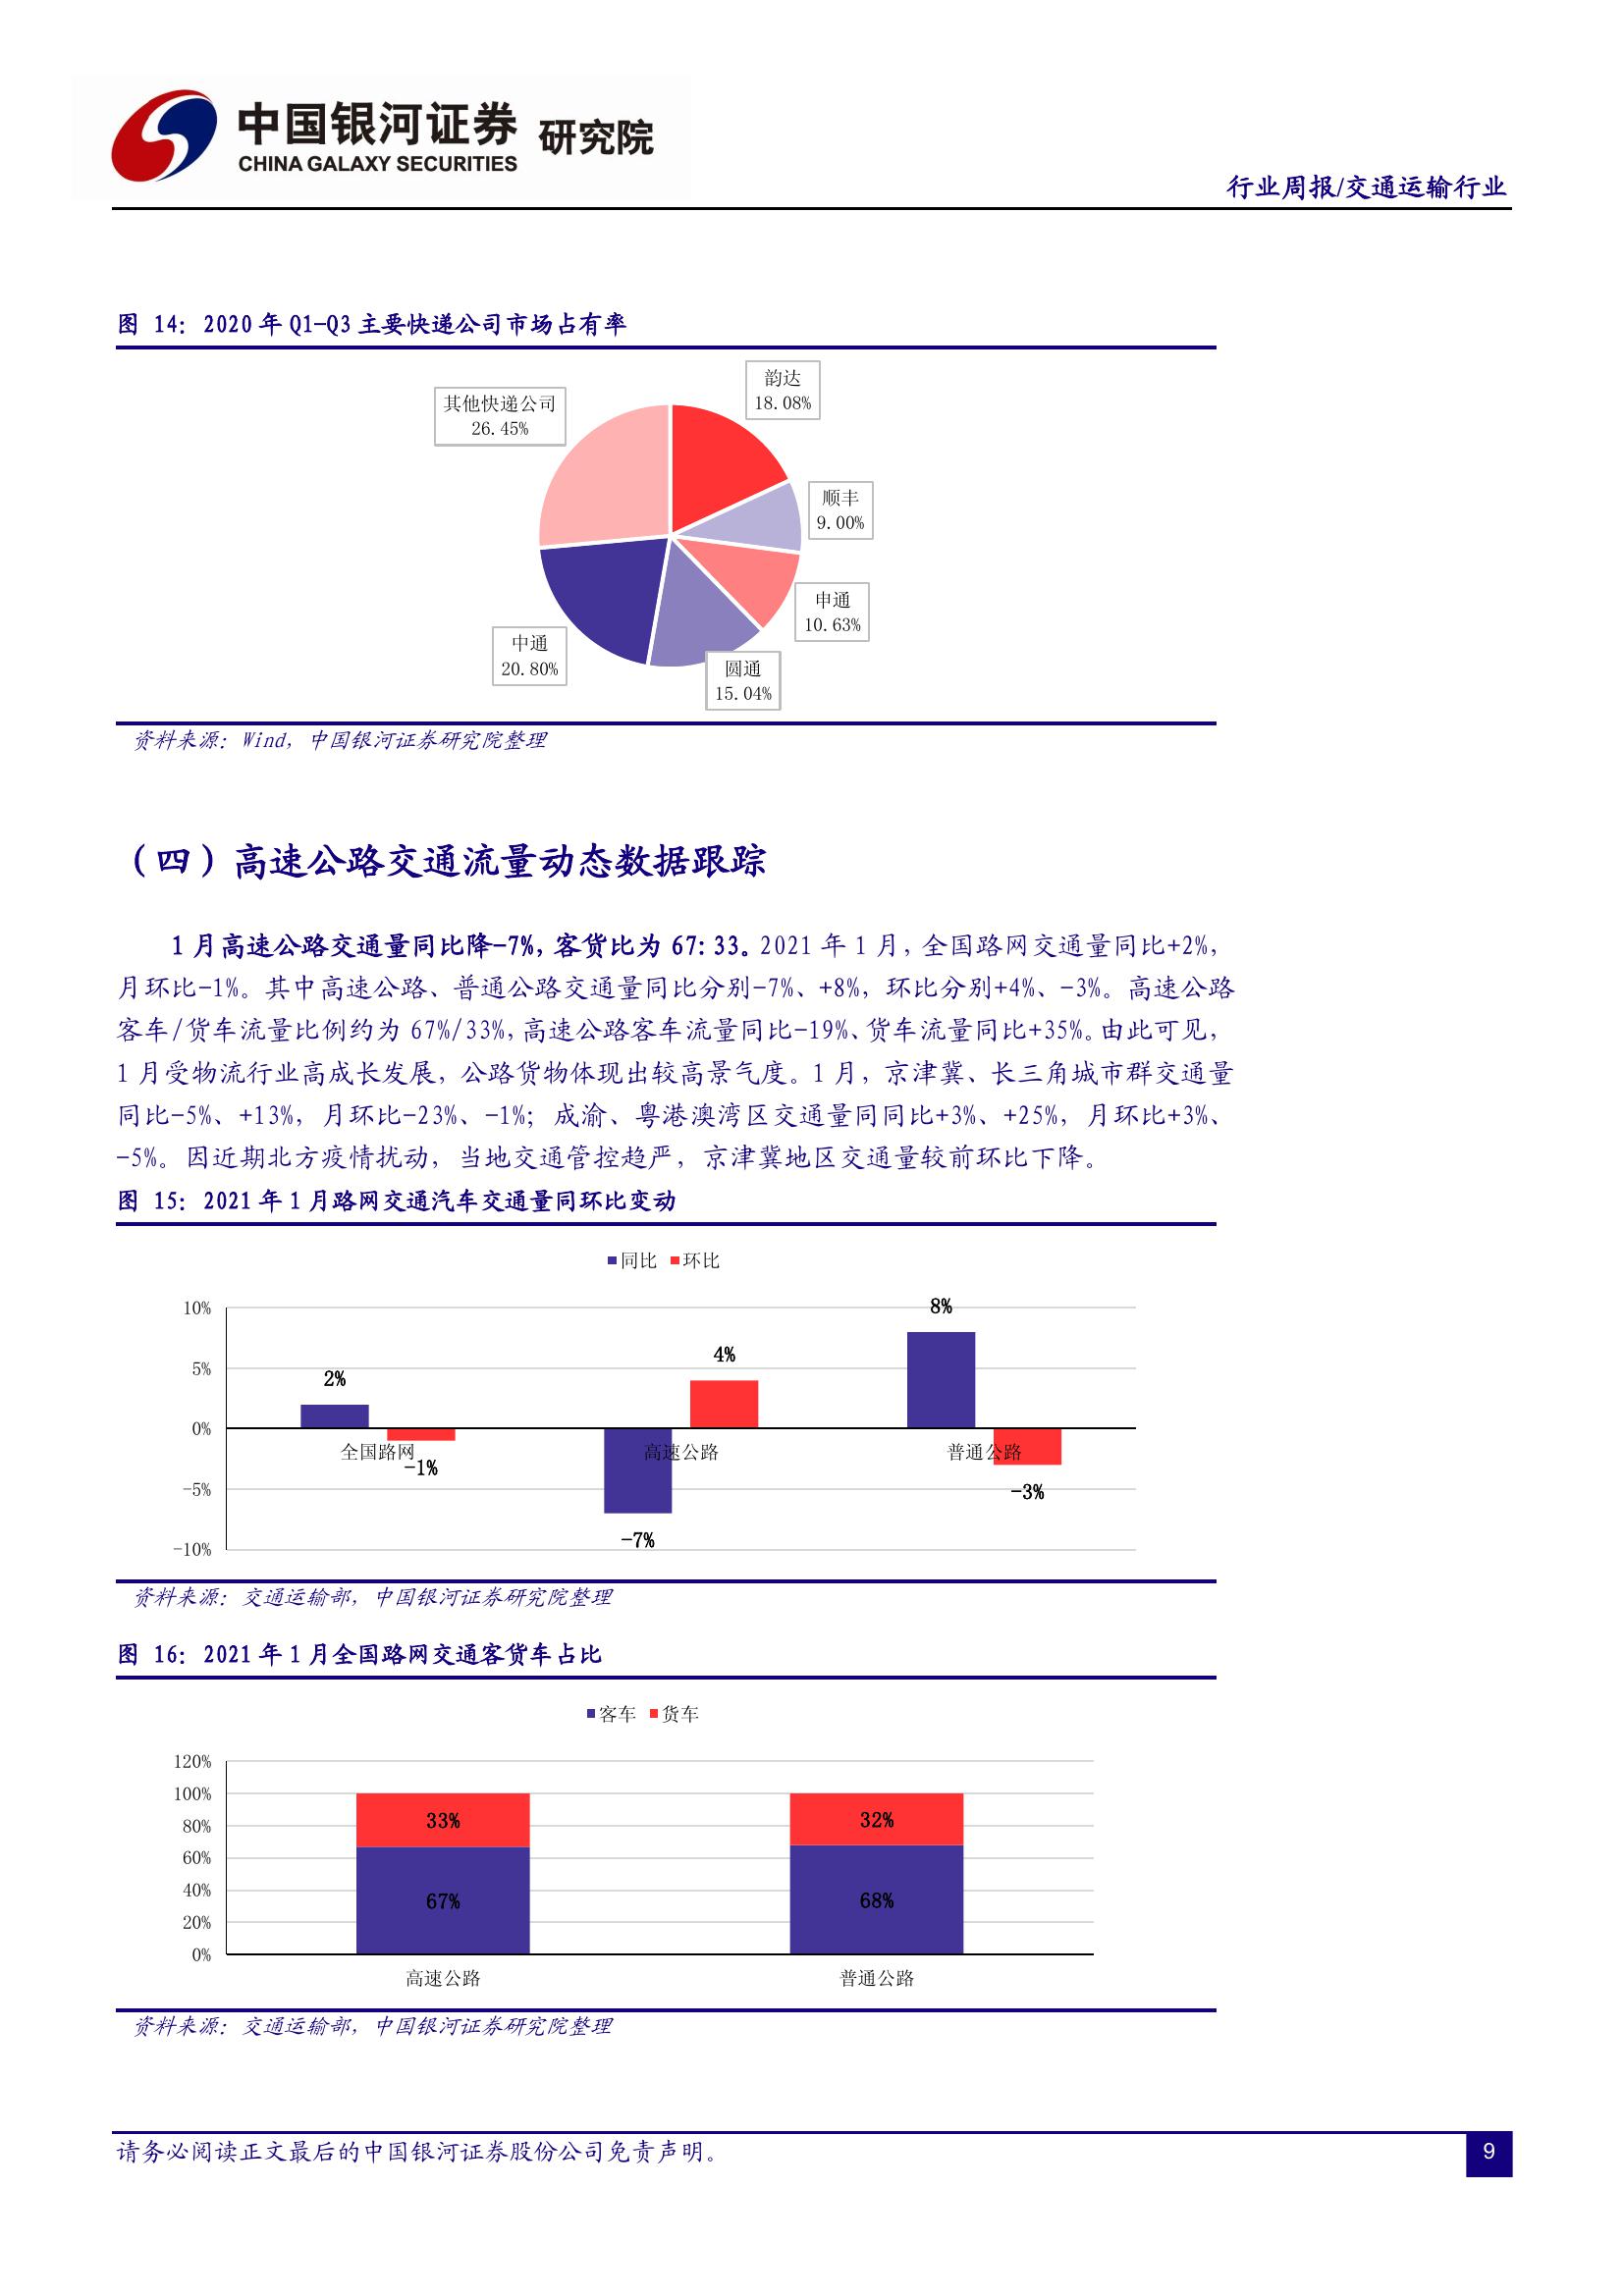 中国银河证券 研究院
CHINA GALAXY SECURITIES
行业周报/交通运输行业
图 14：2020 年 Q1-Q3 主要快递公司市场占有率
韵达
18.08%
其他快递公司
26.45%
顺丰
9.00%
申通
10.63%
中通
20.80%
圆通
15.04%
资料来源：Wind，中国银河证券研究院整理
（四）高速公路交通流量动态数据跟踪
1 月高速公路交通量同比降-7%，客货比为 67：33。2021 年 1 月，全国路网交通量同比+2%，
月环比-1%。其中高速公路、普通公路交通量同比分别-7%、+8%，环比分别+4%、-3%。高速公路
客车/货车流量比例约为 67%/33%，高速公路客车流量同比-19%、货车流量同比+35%。由此可见，
1 月受物流行业高成长发展，公路货物体现出较高景气度。1 月，京津冀、长三角城市群交通量
同比-5%、+13%，月环比-23%、-1%；成渝、粤港澳湾区交通量同同比+3%、+25%，月环比+3%、
-5%。因近期北方疫情扰动，当地交通管控趋严，京津冀地区交通量较前环比下降。
图 15：2021 年 1 月路网交通汽车交通量同环比变动
同比 环比
10%
8%
5%
4%
2%
0%
全国路网
高速公路
普通公路
-1%
-5%
-3%
-7%
-10%
资料来源：交通运输部，中国银河证券研究院整理
图 16：2021 年 1 月全国路网交通客货车占比
客车 货车
120%
100%
80%
60%
40%
20%
0%
33%
32%
67%
68%
高速公路
普通公路
资料来源：交通运输部，中国银河证券研究院整理
请务必阅读正文最后的中国银河证券股份公司免责声明。
9